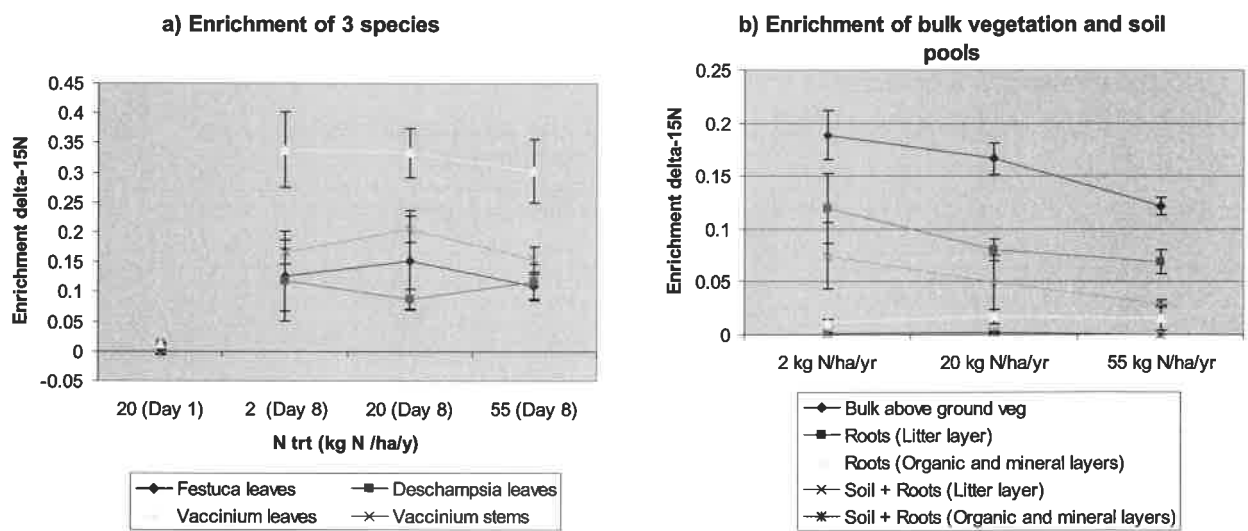 a) Enrichment of 3 species
Enrichment delta-15N
0.45
0.4
0.35
0.3
0.25
0.2
0.15
0.1
0.05
0
-0.05
20 (Day 1) 2 (Day 8) 20 (Day 8) 55 (Day 8)
N trt (kg N /ha/y)
Festuca leaves Deschampsia leaves
Vaccinium leaves Vaccinium stems
b) Enrichment of bulk vegetation and soil
pools
Enrichment delta-15N
0.25
0.2
0.15
0.1
0.05
0
2 kg N/ha/yr 20 kg N/ha/yr 55 kg N/ha/yr
Bulk above ground veg
Roots (Litter layer)
Roots (Organic and mineral layers)
Soil + Roots (Litter layer)
Soil + Roots (Organic and mineral layers)